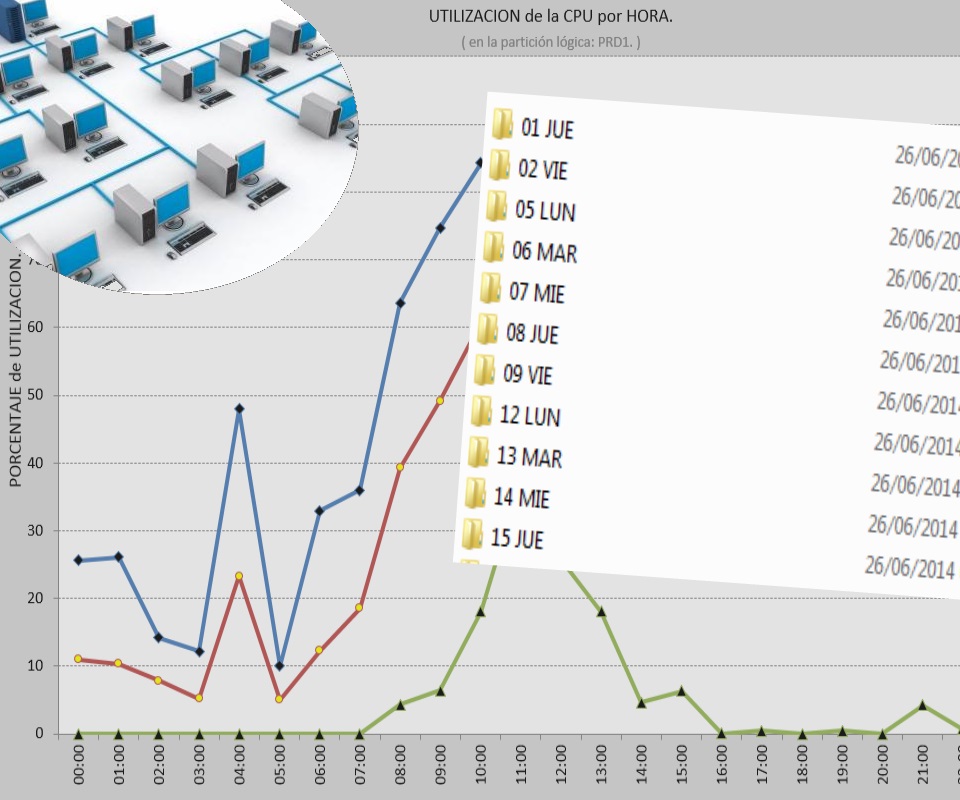 UTILIZACION de la CPU por HORA.
( en la partición lógica: PRD1. )
PORCENTAJE de UTILIZACION.
60
50
40
30
20
10
0
00:00
01:00
02:00
03:00
04:00
05:00
06:00
07:00
08:00
09:00
10:00
11:00
12:00
13:00
14:00
15:00
16:00
17:00
18:00
19:00
20:00
21:00
01 JUE 26/06/20
02 VIE 26/06/20
05 LUN 26/06/20
06 MAR 26/06/201
07 MIE 26/06/201
08 JUE 26/06/201
09 VIE 26/06/2014
12 LUN 26/06/2014
13 MAR 26/06/2014
14 MIE 26/06/2014
15 JUE 26/06/2014